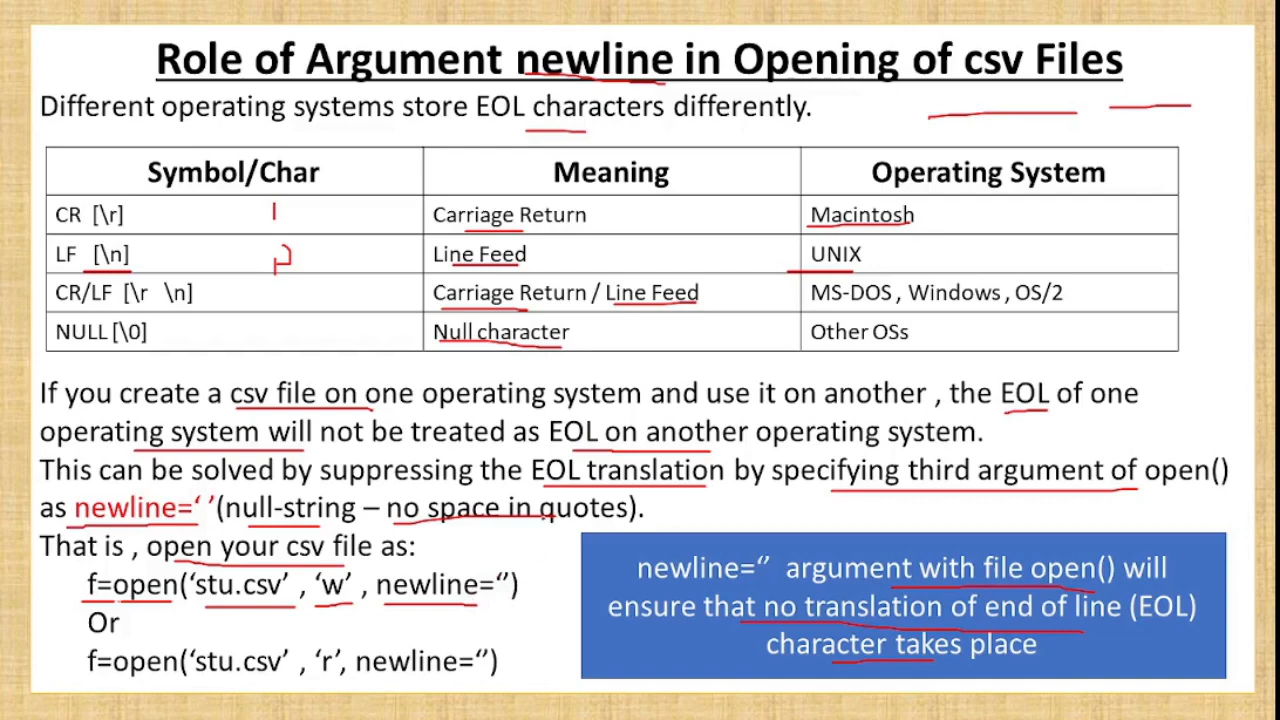 Role of Argument newline in Opening of csv Files
Different operating systems store EOL characters differently.
Symbol/Char Meaning Operating System
CR [\r] Carriage Return Macintosh
LF [\n] Line Feed UNIX
CR/LF [\r \n] Carriage Return / Line Feed MS-DOS , Windows , OS/2
NULL [\0] Null character Other OSs
If you create a csv file on one operating system and use it on another , the EOL of one
operating system will not be treated as EOL on another operating system.
This can be solved by suppressing the EOL translation by specifying third argument of open()
as newline=‘ ’(null-string – no space in quotes).
That is , open your csv file as:
f=open(‘stu.csv’ , ‘w’ , newline=‘’)
Or
f=open(‘stu.csv’ , ‘r’, newline=‘’)
newline=‘’ argument with file open() will
ensure that no translation of end of line (EOL)
character takes place